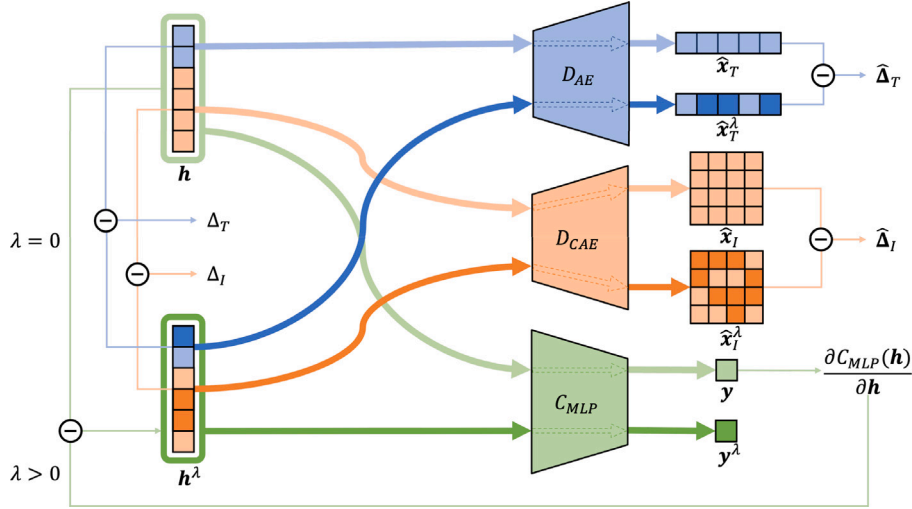 D_AE
x̂_T
Δ̂_T
x̂_T^λ
h
λ = 0
Δ_T
Δ_I
D_CAE
x̂_I
Δ̂_I
x̂_I^λ
λ > 0
h^λ
C_MLP
y
∂C_MLP(h)
∂h
y^λ